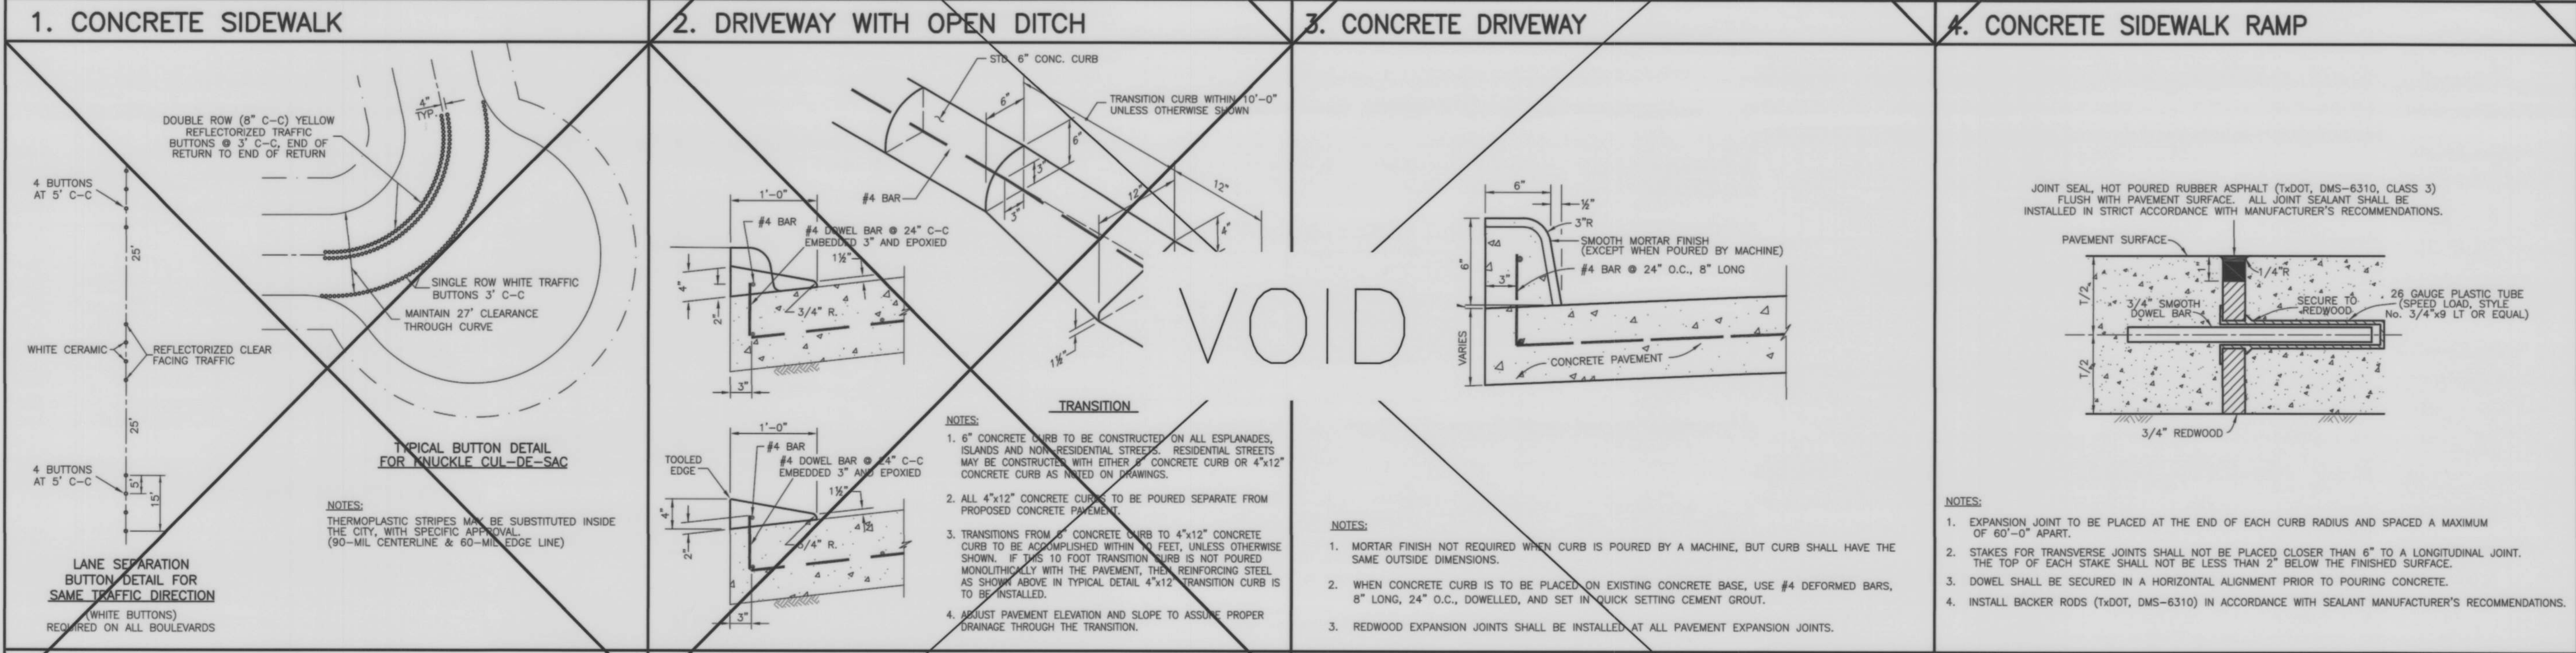 1. CONCRETE SIDEWALK
DOUBLE ROW (8" C-C) YELLOW
REFLECTORIZED TRAFFIC
BUTTONS @ 3' C-C, END OF
RETURN TO END OF RETURN
4"
TYP.
4 BUTTONS
AT 5' C-C
25'
SINGLE ROW WHITE TRAFFIC
BUTTONS 3' C-C
MAINTAIN 27' CLEARANCE
THROUGH CURVE
WHITE CERAMIC
REFLECTORIZED CLEAR
FACING TRAFFIC
25'
4 BUTTONS
AT 5' C-C
5'
15'
TYPICAL BUTTON DETAIL
FOR KNUCKLE CUL-DE-SAC
NOTES:
THERMOPLASTIC STRIPES MAY BE SUBSTITUTED INSIDE
THE CITY, WITH SPECIFIC APPROVAL.
(90-MIL CENTERLINE & 60-MIL EDGE LINE)
LANE SEPARATION
BUTTON DETAIL FOR
SAME TRAFFIC DIRECTION
(WHITE BUTTONS)
REQUIRED ON ALL BOULEVARDS
2. DRIVEWAY WITH OPEN DITCH
STD 6" CONC. CURB
TRANSITION CURB WITHIN 10'-0"
UNLESS OTHERWISE SHOWN
6"
6"
3"
3"
12"
12"
4"
#4 BAR
1½"
TRANSITION
1'-0"
#4 BAR
#4 DOWEL BAR @ 24" C-C
EMBEDDED 3" AND EPOXIED
1½"
4"
2"
3/4" R.
3"
1'-0"
#4 BAR
TOOLED
EDGE
#4 DOWEL BAR @ 24" C-C
EMBEDDED 3" AND EPOXIED
1½"
4"
2"
3/4" R.
3"
NOTES:
1. 6" CONCRETE CURB TO BE CONSTRUCTED ON ALL ESPLANADES,
ISLANDS AND NON-RESIDENTIAL STREETS. RESIDENTIAL STREETS
MAY BE CONSTRUCTED WITH EITHER 6" CONCRETE CURB OR 4"x12"
CONCRETE CURB AS NOTED ON DRAWINGS.
2. ALL 4"x12" CONCRETE CURBS TO BE POURED SEPARATE FROM
PROPOSED CONCRETE PAVEMENT.
3. TRANSITIONS FROM 6" CONCRETE CURB TO 4"x12" CONCRETE
CURB TO BE ACCOMPLISHED WITHIN 10 FEET, UNLESS OTHERWISE
SHOWN. IF THIS 10 FOOT TRANSITION CURB IS NOT POURED
MONOLITHICALLY WITH THE PAVEMENT, THEN REINFORCING STEEL
AS SHOWN ABOVE IN TYPICAL DETAIL 4"x12" TRANSITION CURB IS
TO BE INSTALLED.
4. ADJUST PAVEMENT ELEVATION AND SLOPE TO ASSURE PROPER
DRAINAGE THROUGH THE TRANSITION.
VOID
3. CONCRETE DRIVEWAY
6"
½"
3"R
SMOOTH MORTAR FINISH
(EXCEPT WHEN POURED BY MACHINE)
#4 BAR @ 24" O.C., 8" LONG
6"
3"
VARIES
CONCRETE PAVEMENT
NOTES:
1. MORTAR FINISH NOT REQUIRED WHEN CURB IS POURED BY A MACHINE, BUT CURB SHALL HAVE THE
SAME OUTSIDE DIMENSIONS.
2. WHEN CONCRETE CURB IS TO BE PLACED ON EXISTING CONCRETE BASE, USE #4 DEFORMED BARS,
8" LONG, 24" O.C., DOWELLED, AND SET IN QUICK SETTING CEMENT GROUT.
3. REDWOOD EXPANSION JOINTS SHALL BE INSTALLED AT ALL PAVEMENT EXPANSION JOINTS.
4. CONCRETE SIDEWALK RAMP
JOINT SEAL, HOT POURED RUBBER ASPHALT (TxDOT, DMS-6310, CLASS 3)
FLUSH WITH PAVEMENT SURFACE. ALL JOINT SEALANT SHALL BE
INSTALLED IN STRICT ACCORDANCE WITH MANUFACTURER'S RECOMMENDATIONS.
PAVEMENT SURFACE
1/4"R
T/2
3/4" SMOOTH
DOWEL BAR
SECURE TO
REDWOOD
26 GAUGE PLASTIC TUBE
(SPEED LOAD, STYLE
No. 3/4"x9 LT OR EQUAL)
T/2
3/4" REDWOOD
NOTES:
1. EXPANSION JOINT TO BE PLACED AT THE END OF EACH CURB RADIUS AND SPACED A MAXIMUM
OF 60'-0" APART.
2. STAKES FOR TRANSVERSE JOINTS SHALL NOT BE PLACED CLOSER THAN 6" TO A LONGITUDINAL JOINT.
THE TOP OF EACH STAKE SHALL NOT BE LESS THAN 2" BELOW THE FINISHED SURFACE.
3. DOWEL SHALL BE SECURED IN A HORIZONTAL ALIGNMENT PRIOR TO POURING CONCRETE.
4. INSTALL BACKER RODS (TxDOT, DMS-6310) IN ACCORDANCE WITH SEALANT MANUFACTURER'S RECOMMENDATIONS.